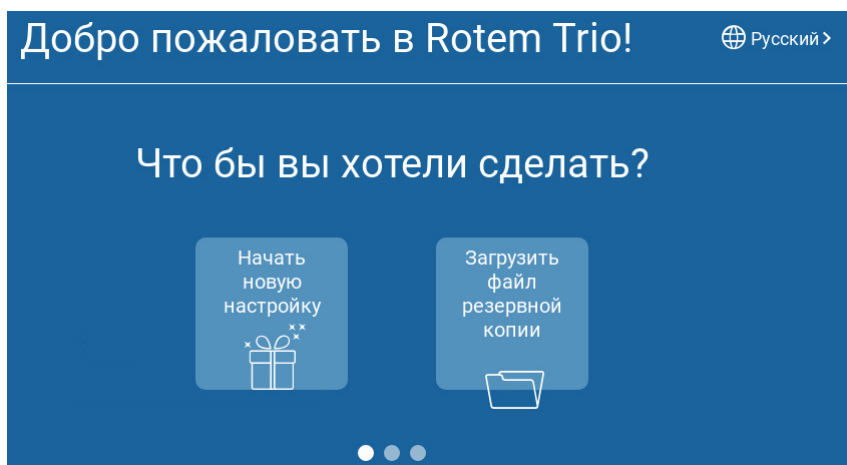 Добро пожаловать в Rotem Trio!
Русский >
Что бы вы хотели сделать?
Начать
новую
настройку
Загрузить
файл
резервной
копии